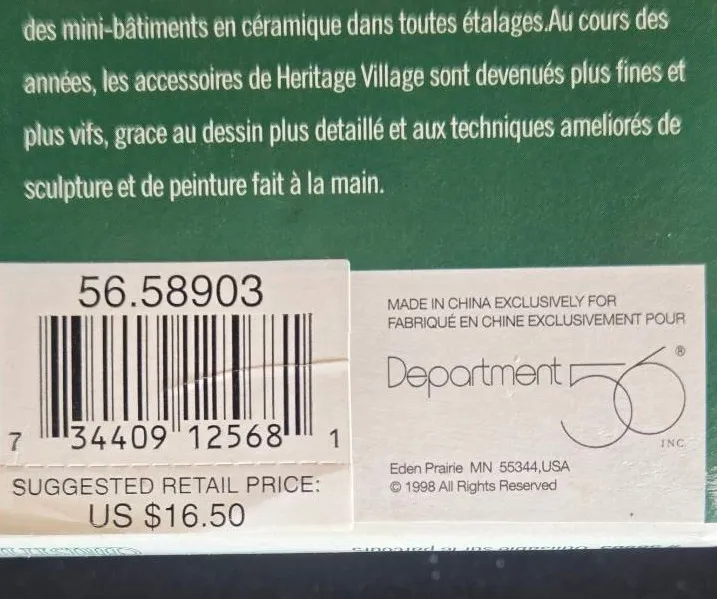 des mini-bâtiments en céramique dans toutes étalages.Au cours des
années, les accessoires de Heritage Village sont devenués plus fines et
plus vifs, grace au dessin plus detaillé et aux techniques ameliorés de
sculpture et de peinture fait à la main.
56.58903
7 34409 12568 1
SUGGESTED RETAIL PRICE:
US $16.50
MADE IN CHINA EXCLUSIVELY FOR
FABRIQUÉ EN CHINE EXCLUSIVEMENT POUR
Department 56 ®
INC.
Eden Prairie MN 55344,USA
© 1998 All Rights Reserved